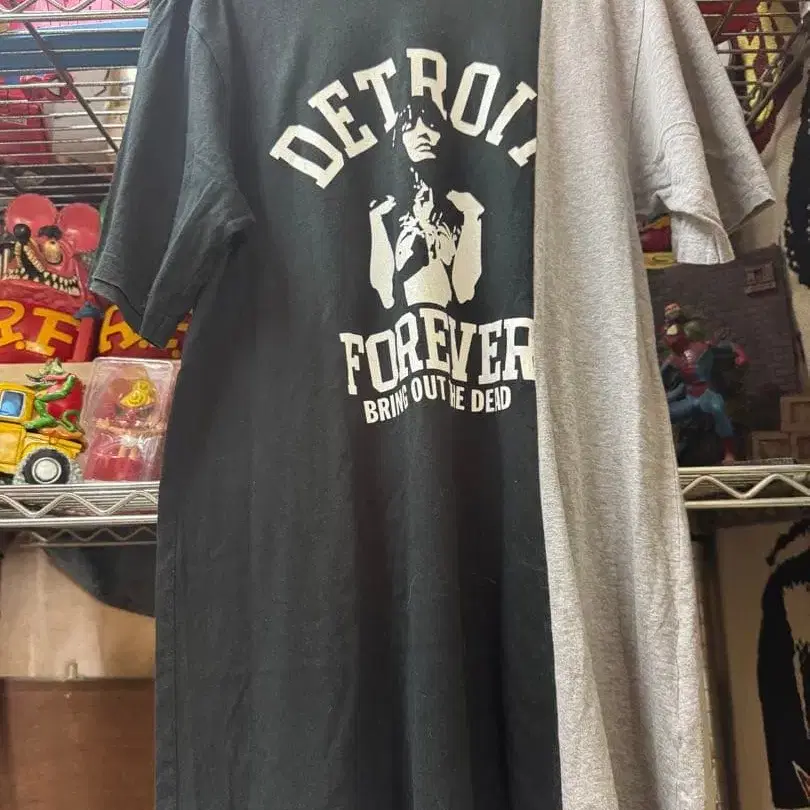 DETROIT
FOREVER
BRING OUT THE DEAD
R.F.